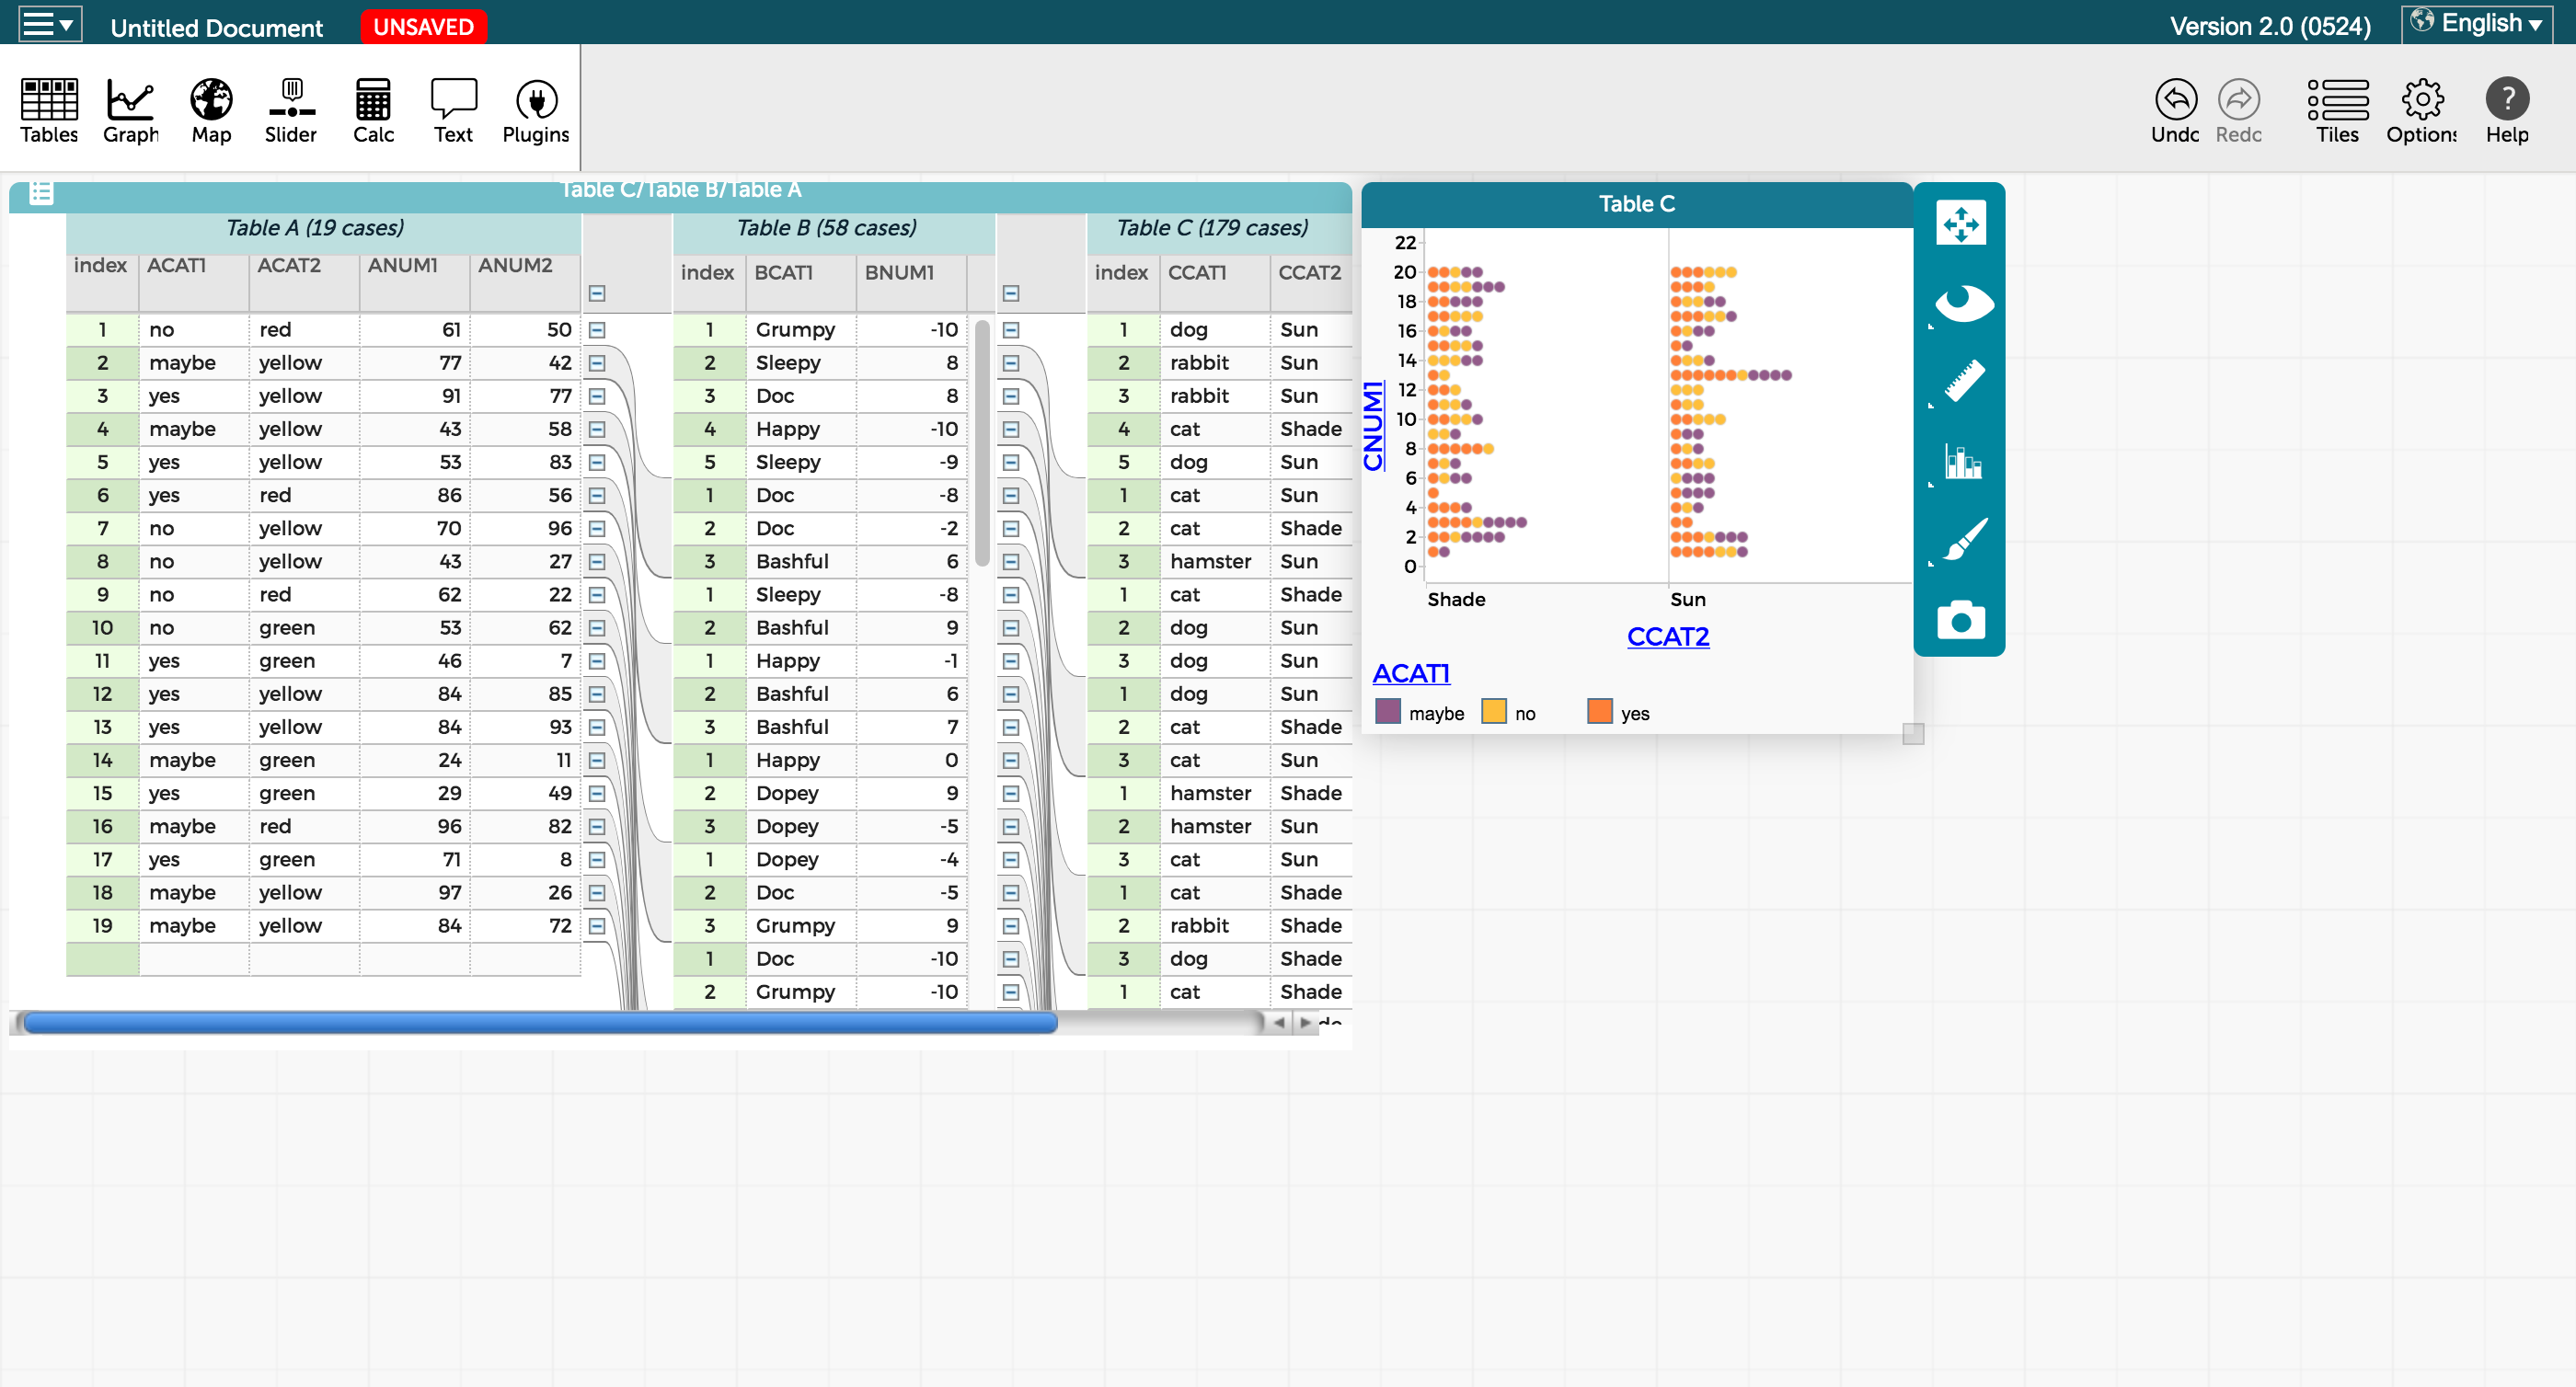 Untitled Document UNSAVED Version 2.0 (0524) English
Tables Graph Map Slider Calc Text Plugins Undo Redo Tiles Options Help
Table C/Table B/Table A
Table A (19 cases) Table B (58 cases) Table C (179 cases)
index ACAT1 ACAT2 ANUM1 ANUM2 index BCAT1 BNUM1 index CCAT1 CCAT2
1 no red 61 50 1 Grumpy -10 1 dog Sun
2 maybe yellow 77 42 2 Sleepy 8 2 rabbit Sun
3 yes yellow 91 77 3 Doc 8 3 rabbit Sun
4 maybe yellow 43 58 4 Happy -10 4 cat Shade
5 yes yellow 53 83 5 Sleepy -9 5 dog Sun
6 yes red 86 56 1 Doc -8 1 cat Sun
7 no yellow 70 96 2 Doc -2 2 cat Shade
8 no yellow 43 27 3 Bashful 6 3 hamster Sun
9 no red 62 22 1 Sleepy -8 1 cat Shade
10 no green 53 62 2 Bashful 9 2 dog Sun
11 yes green 46 7 1 Happy -1 3 dog Sun
12 yes yellow 84 85 2 Bashful 6 1 dog Sun
13 yes yellow 84 93 3 Bashful 7 2 cat Shade
14 maybe green 24 11 1 Happy 0 3 cat Sun
15 yes green 29 49 2 Dopey 9 1 hamster Shade
16 maybe red 96 82 3 Dopey -5 2 hamster Sun
17 yes green 71 8 1 Dopey -4 3 cat Sun
18 maybe yellow 97 26 2 Doc -5 1 cat Shade
19 maybe yellow 84 72 3 Grumpy 9 2 rabbit Shade
1 Doc -10 3 dog Shade
2 Grumpy -10 1 cat Shade
Table C
22
20
18
16
14
12
10
8
6
4
2
0
CNUM1
Shade Sun
CCAT2
ACAT1
maybe no yes